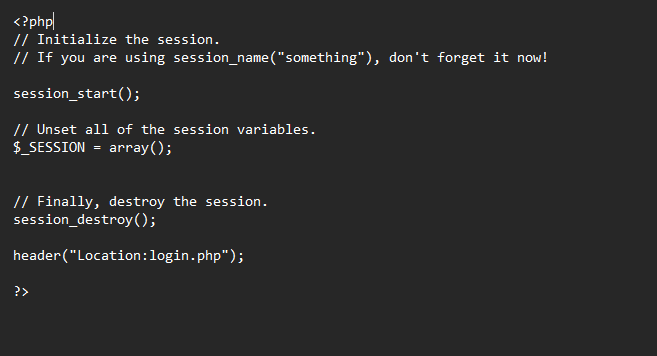 <?php
// Initialize the session.
// If you are using session_name("something"), don't forget it now!
session_start();
// Unset all of the session variables.
$_SESSION = array();
// Finally, destroy the session.
session_destroy();
header("Location:login.php");
?>